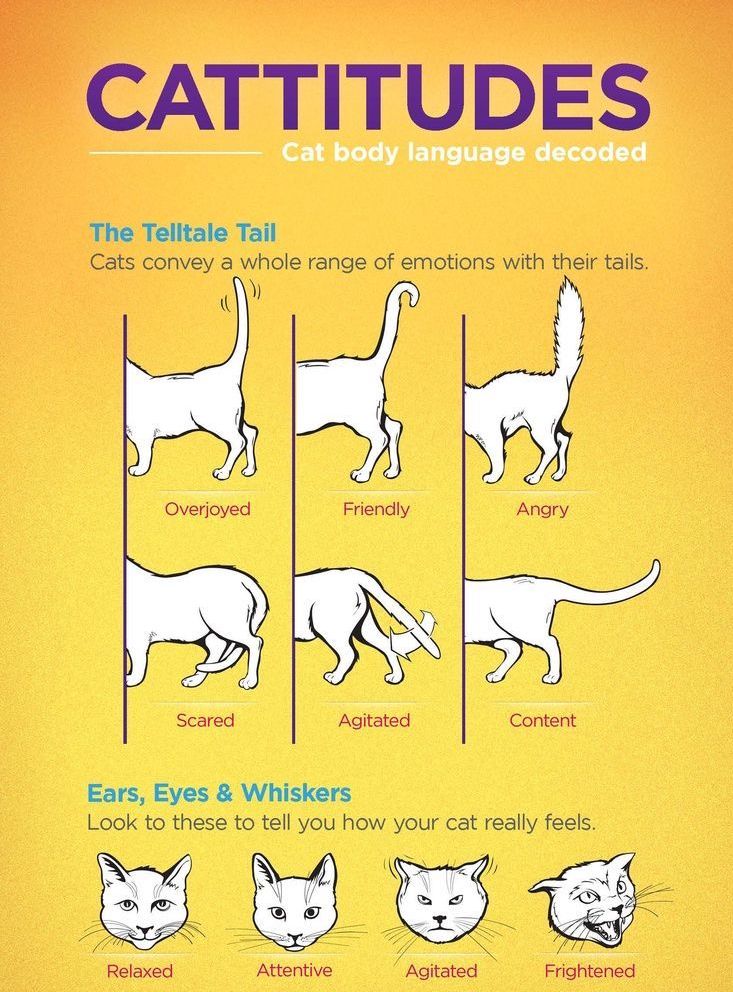 CATTITUDES
Cat body language decoded
The Telltale Tail
Cats convey a whole range of emotions with their tails.
Overjoyed
Friendly
Angry
Scared
Agitated
Content
Ears, Eyes & Whiskers
Look to these to tell you how your cat really feels.
Relaxed
Attentive
Agitated
Frightened